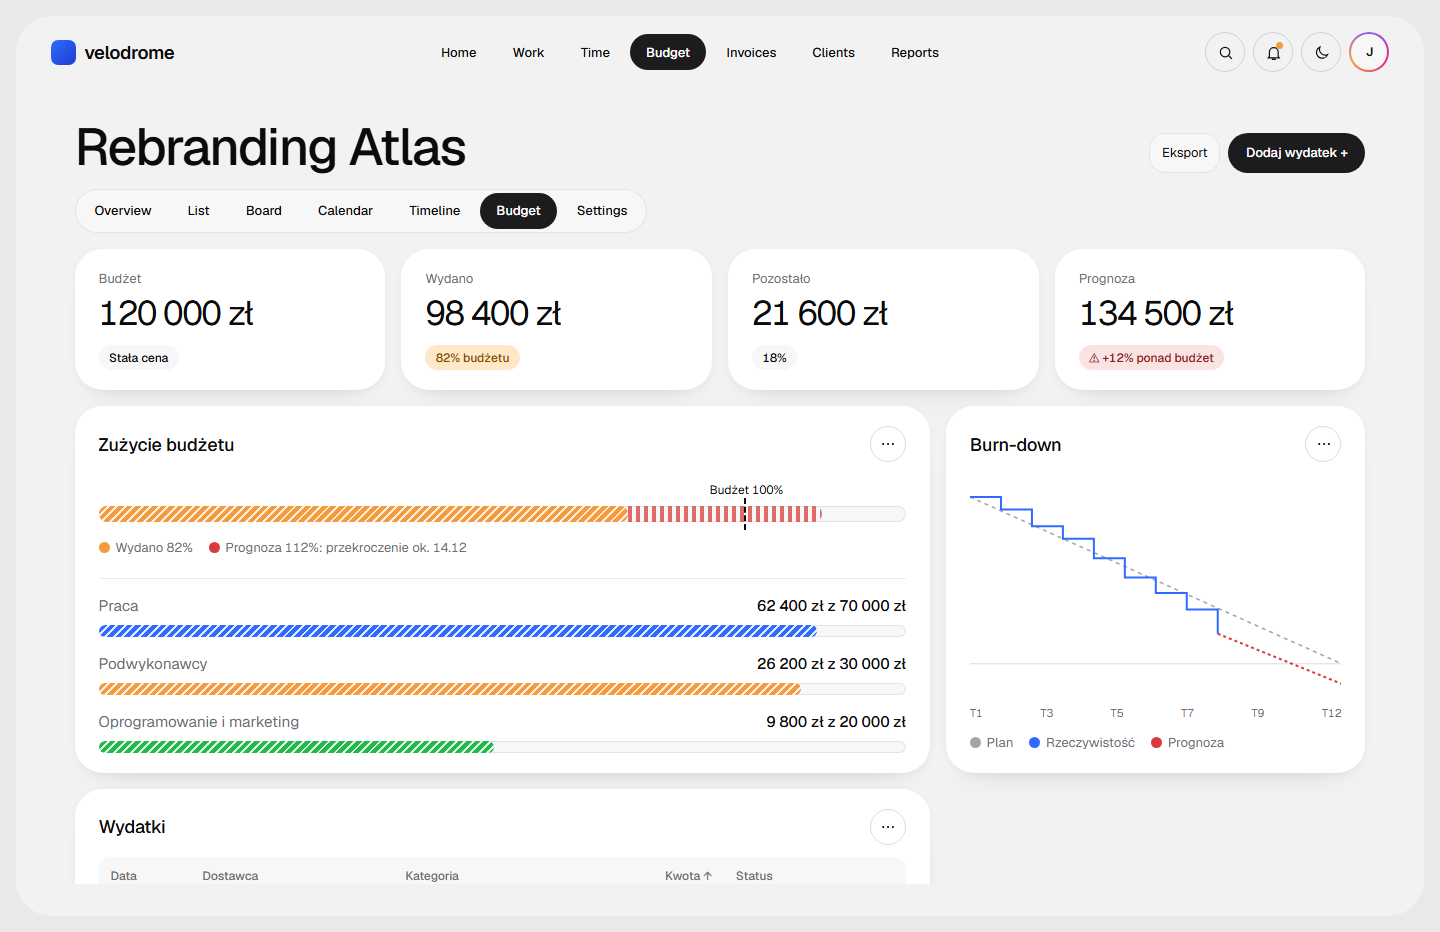 velodrome
Home Work Time Budget Invoices Clients Reports
J
Rebranding Atlas
Eksport Dodaj wydatek +
Overview List Board Calendar Timeline Budget Settings
Budżet
120 000 zł
Stała cena
Wydano
98 400 zł
82% budżetu
Pozostało
21 600 zł
18%
Prognoza
134 500 zł
+12% ponad budżet
Zużycie budżetu
Budżet 100%
Wydano 82% Prognoza 112%: przekroczenie ok. 14.12
Praca 62 400 zł z 70 000 zł
Podwykonawcy 26 200 zł z 30 000 zł
Oprogramowanie i marketing 9 800 zł z 20 000 zł
Burn-down
T1 T3 T5 T7 T9 T12
Plan Rzeczywistość Prognoza
Wydatki
Data Dostawca Kategoria Kwota ↑ Status